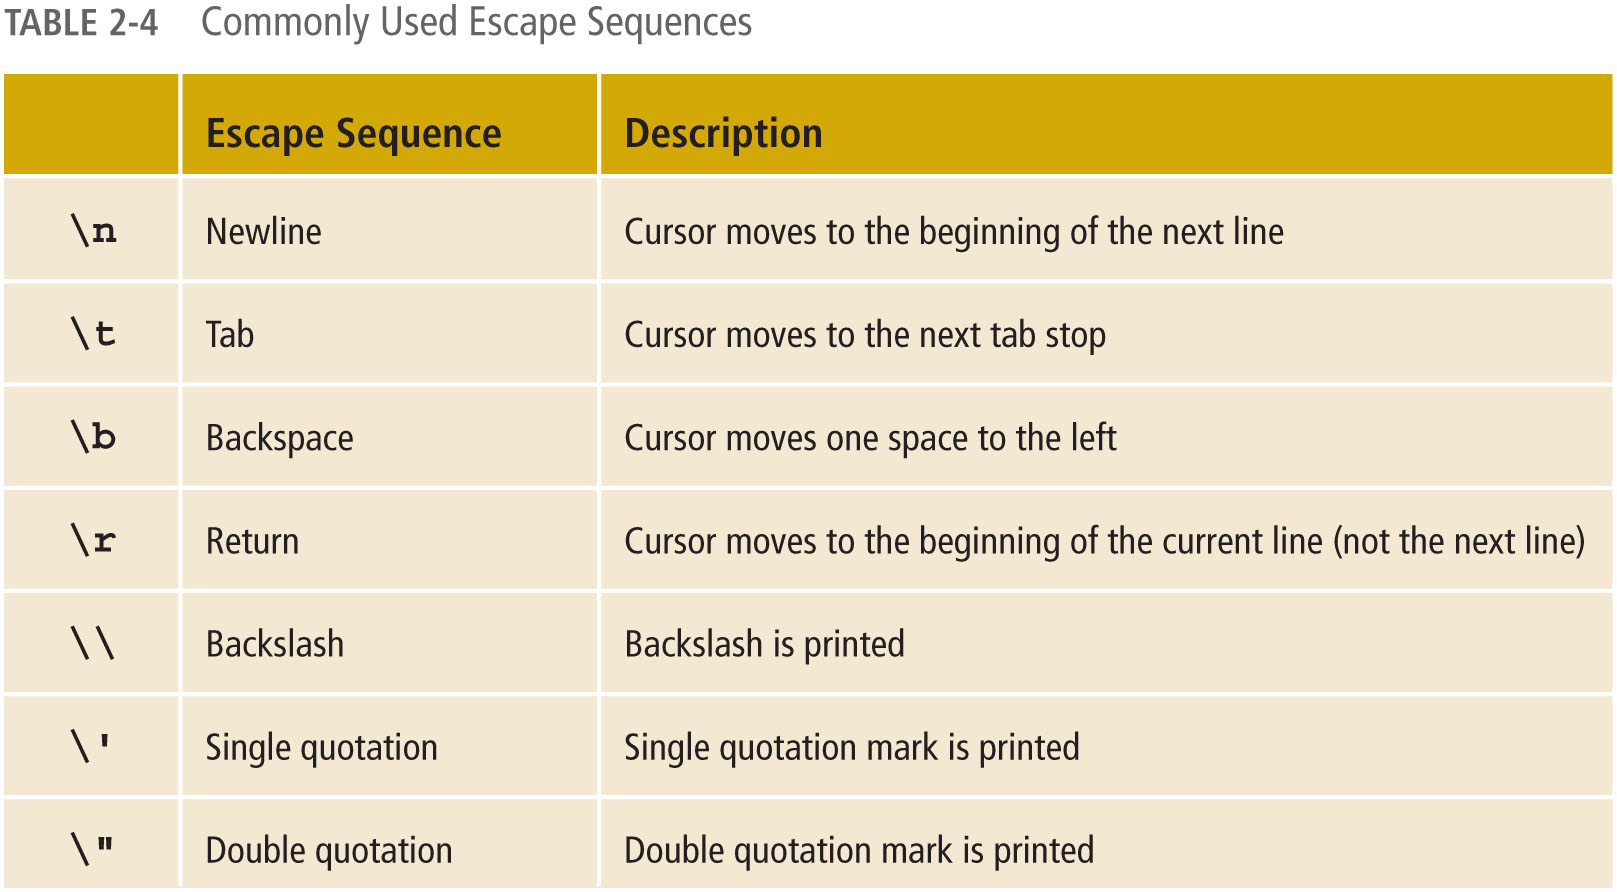 TABLE 2-4 Commonly Used Escape Sequences
Escape Sequence Description
\n Newline Cursor moves to the beginning of the next line
\t Tab Cursor moves to the next tab stop
\b Backspace Cursor moves one space to the left
\r Return Cursor moves to the beginning of the current line (not the next line)
\\ Backslash Backslash is printed
\' Single quotation Single quotation mark is printed
\" Double quotation Double quotation mark is printed